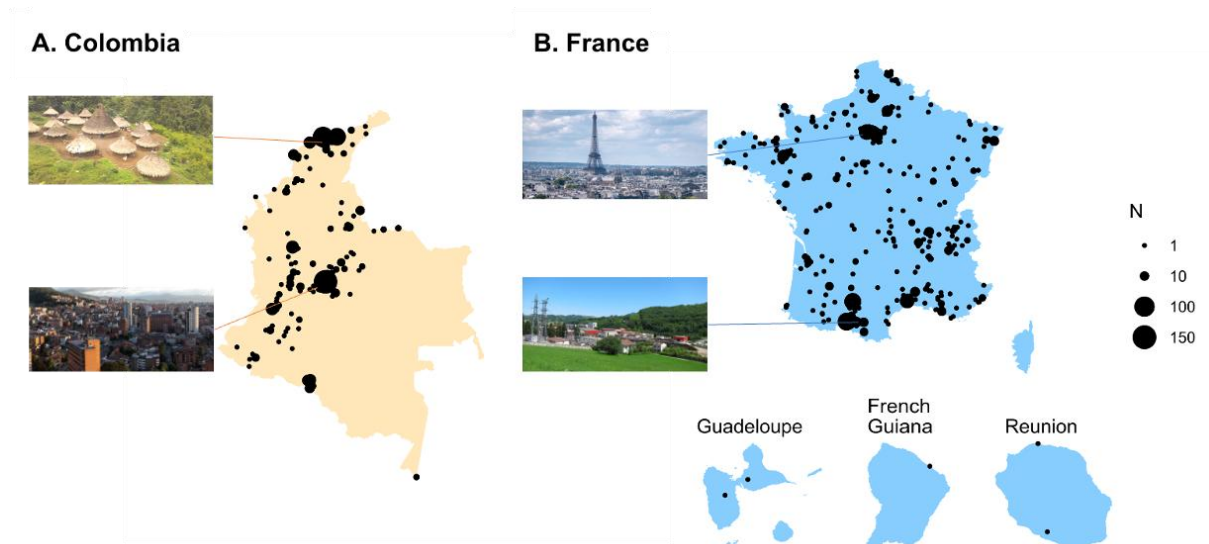 A. Colombia
B. France
N
1
10
100
150
Guadeloupe
French
Guiana
Reunion